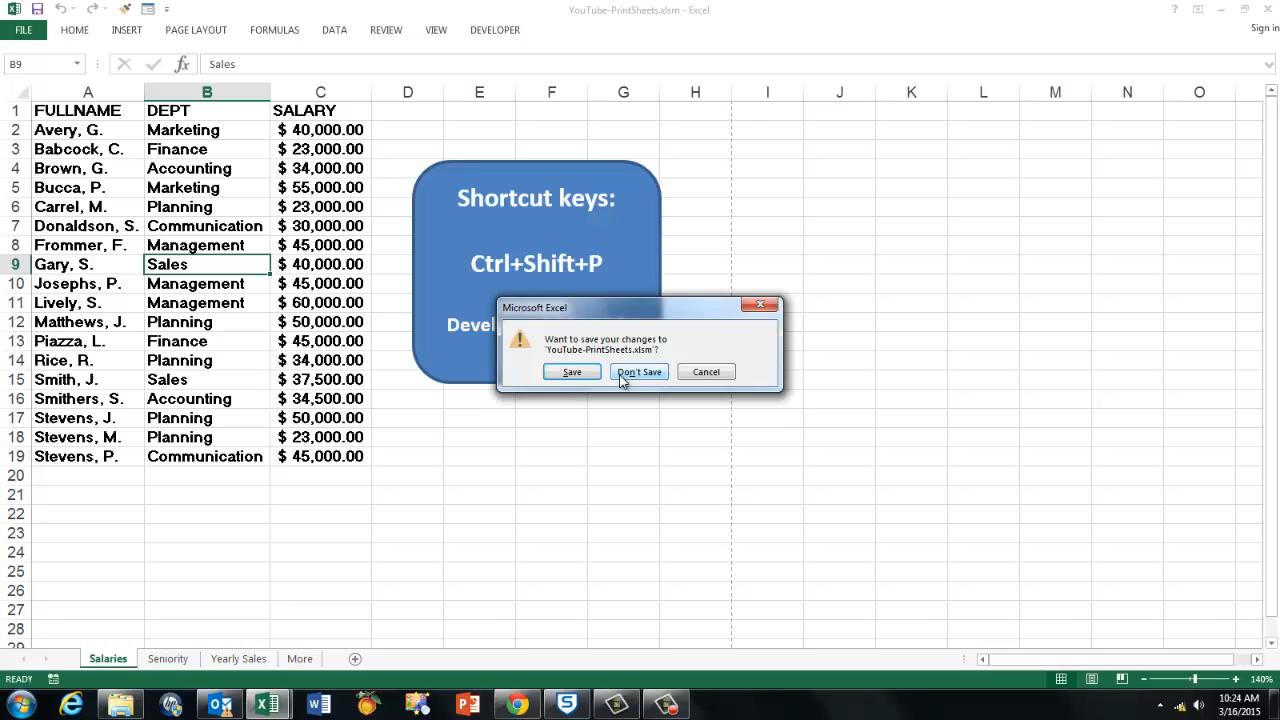 YouTube-PrintSheets.xlsm - Excel
Sign in
FILE HOME INSERT PAGE LAYOUT FORMULAS DATA REVIEW VIEW DEVELOPER
B9 fx Sales
A B C D E F G H I J K L M N O
1 FULLNAME DEPT SALARY
2 Avery, G. Marketing $ 40,000.00
3 Babcock, C. Finance $ 23,000.00
4 Brown, G. Accounting $ 34,000.00
5 Bucca, P. Marketing $ 55,000.00
6 Carrel, M. Planning $ 23,000.00
7 Donaldson, S. Communication $ 30,000.00
8 Frommer, F. Management $ 45,000.00
9 Gary, S. Sales $ 40,000.00
10 Josephs, P. Management $ 45,000.00
11 Lively, S. Management $ 60,000.00
12 Matthews, J. Planning $ 50,000.00
13 Piazza, L. Finance $ 45,000.00
14 Rice, R. Planning $ 34,000.00
15 Smith, J. Sales $ 37,500.00
16 Smithers, S. Accounting $ 34,500.00
17 Stevens, J. Planning $ 50,000.00
18 Stevens, M. Planning $ 23,000.00
19 Stevens, P. Communication $ 45,000.00
20
21
22
23
24
25
26
27
28
29
Shortcut keys:
Ctrl+Shift+P
Devel
Microsoft Excel
Want to save your changes to
'YouTube-PrintSheets.xlsm'?
Save Don't Save Cancel
Salaries Seniority Yearly Sales More
READY 140%
10:24 AM
3/16/2015